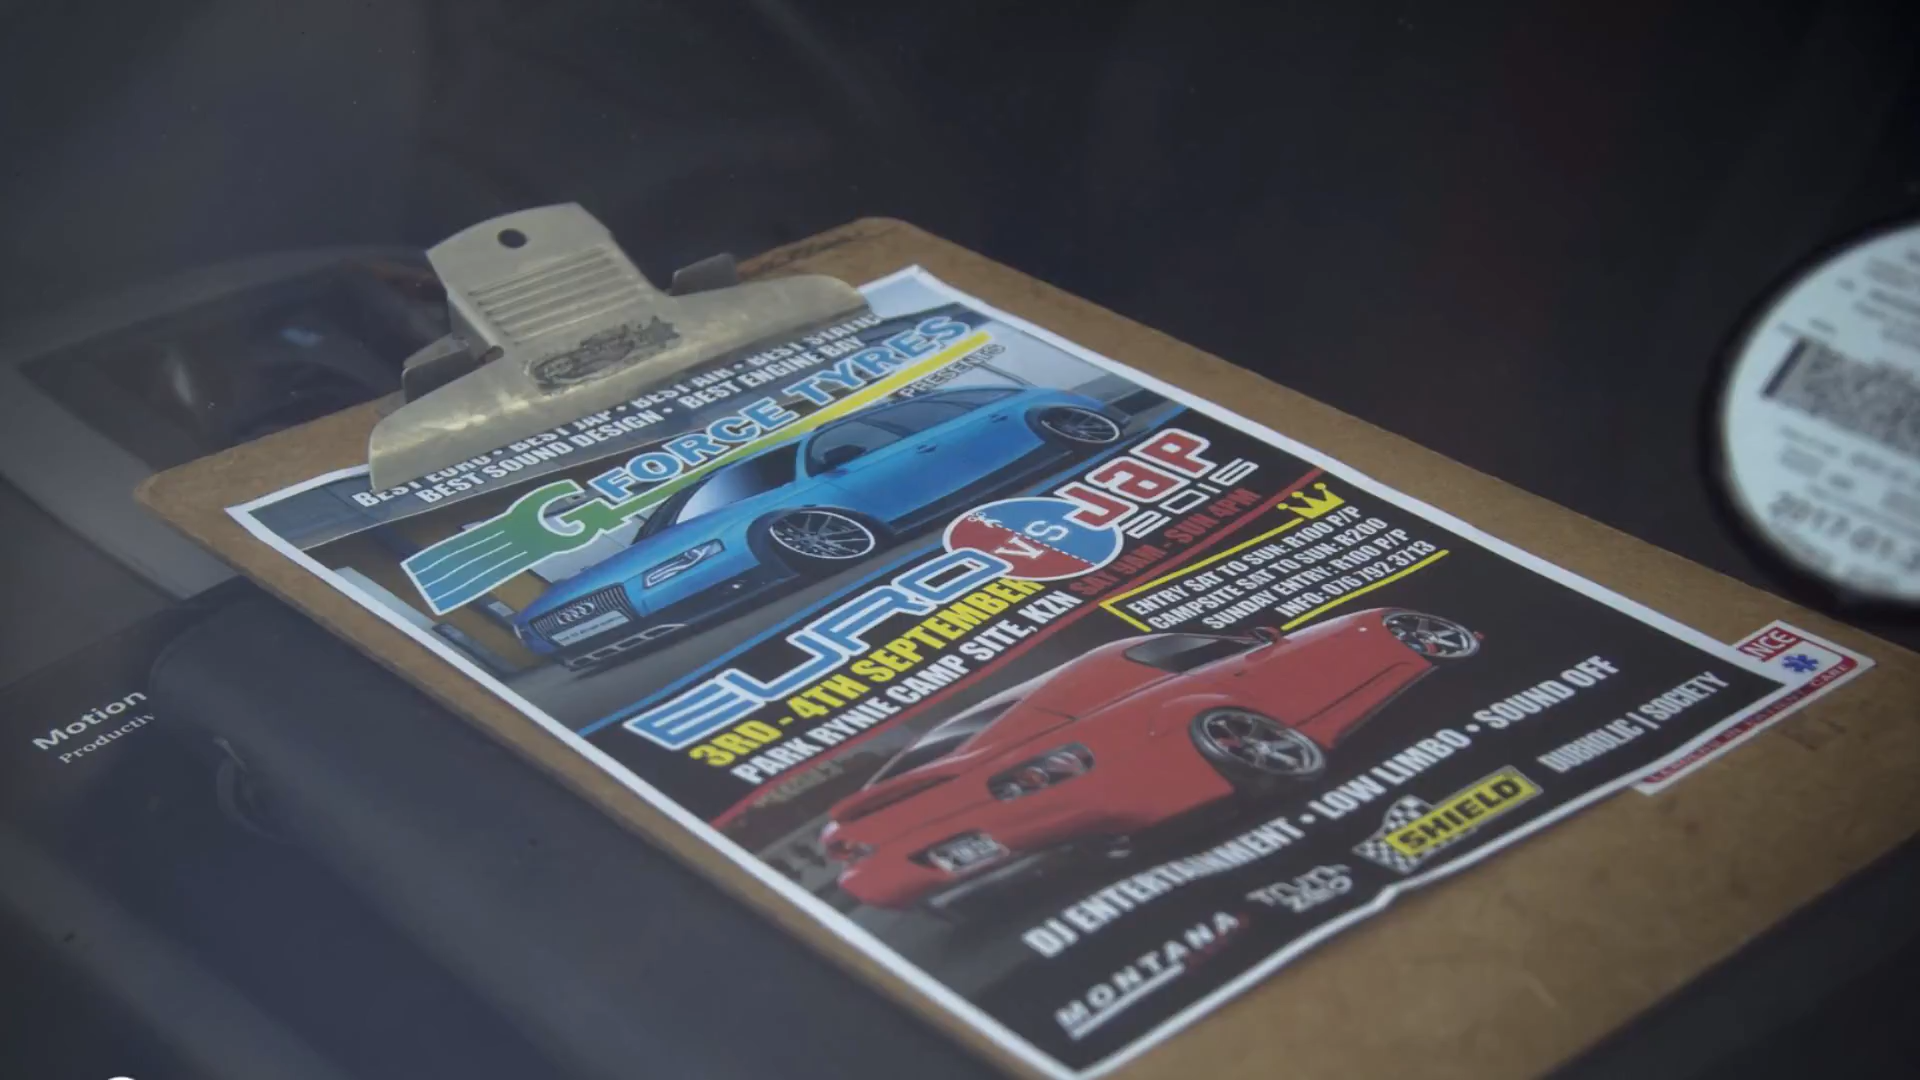 BEST EURO • BEST JAP • BEST AIR • BEST STATIC
BEST SOUND DESIGN • BEST ENGINE BAY
G FORCE TYRES
PRESENTS
EURO VS JAP
2016
3RD - 4TH SEPTEMBER
SAT 9AM - SUN 4PM
PARK RYNIE CAMP SITE, KZN
ENTRY SAT TO SUN: R100 P/P
CAMPSITE SAT TO SUN: R200
SUNDAY ENTRY: R100 P/P
INFO: 076 792 3713
DJ ENTERTAINMENT • LOW LIMBO • SOUND OFF
MONTANA
SHIELD
DUBHOLIC | SOCIETY
NCE
Motion
Productiv